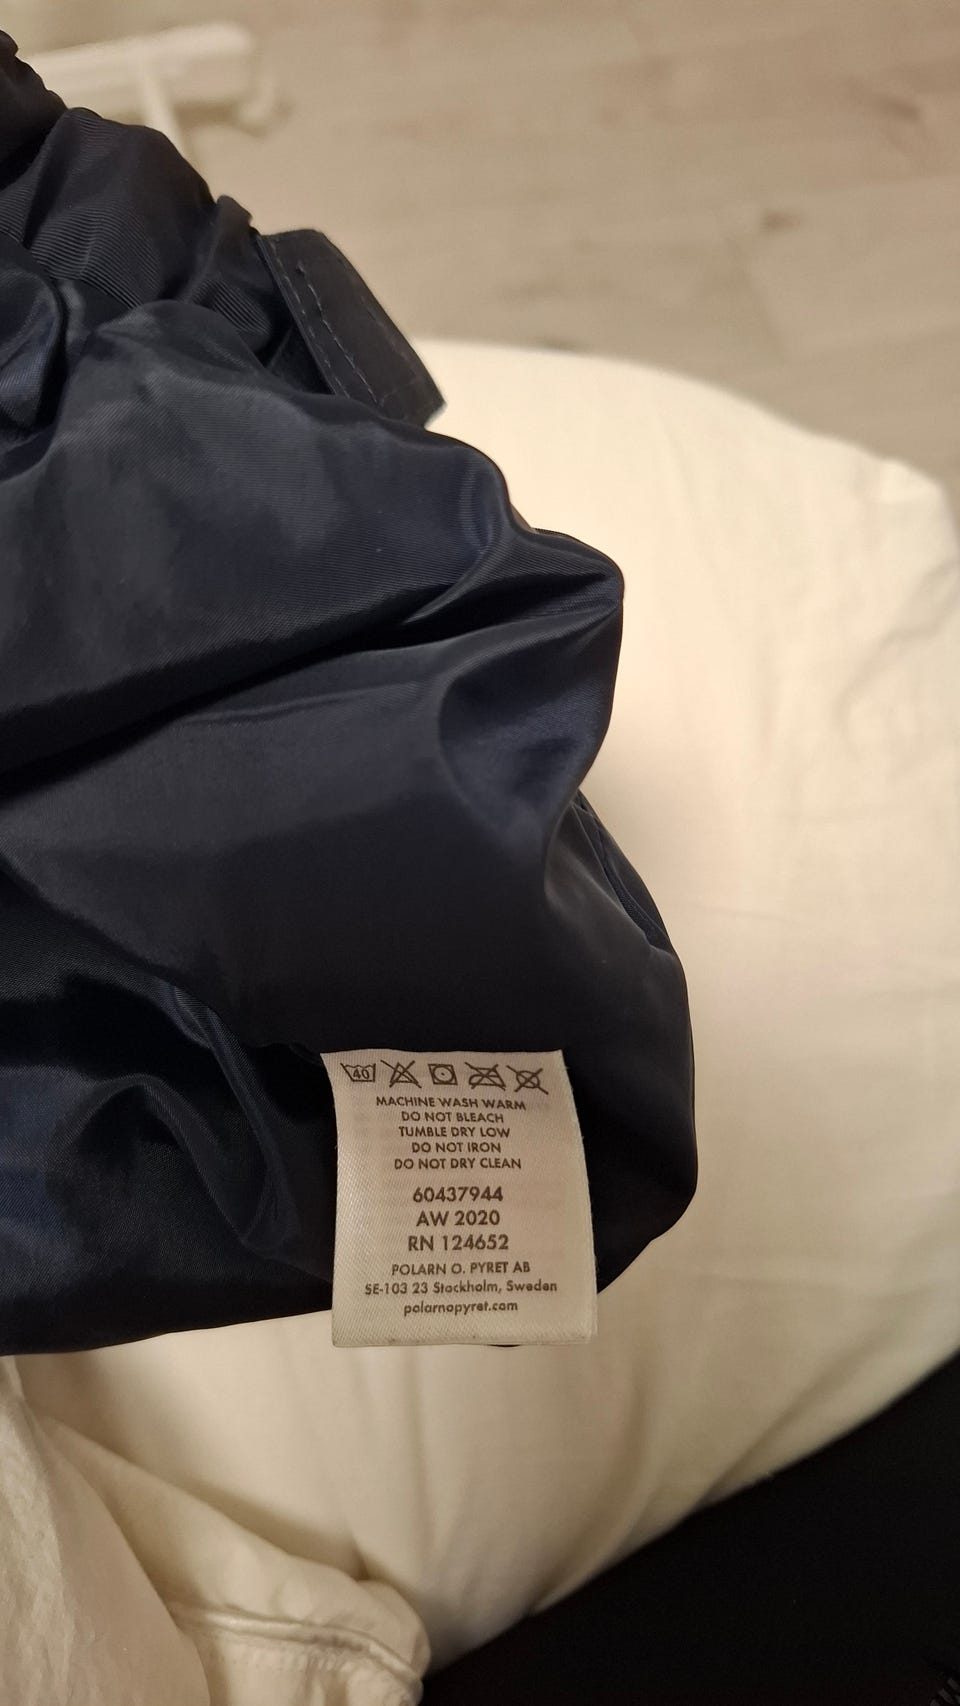 40
MACHINE WASH WARM
DO NOT BLEACH
TUMBLE DRY LOW
DO NOT IRON
DO NOT DRY CLEAN
60437944
AW 2020
RN 124652
POLARN O. PYRET AB
SE-103 23 Stockholm, Sweden
polarnopyret.com